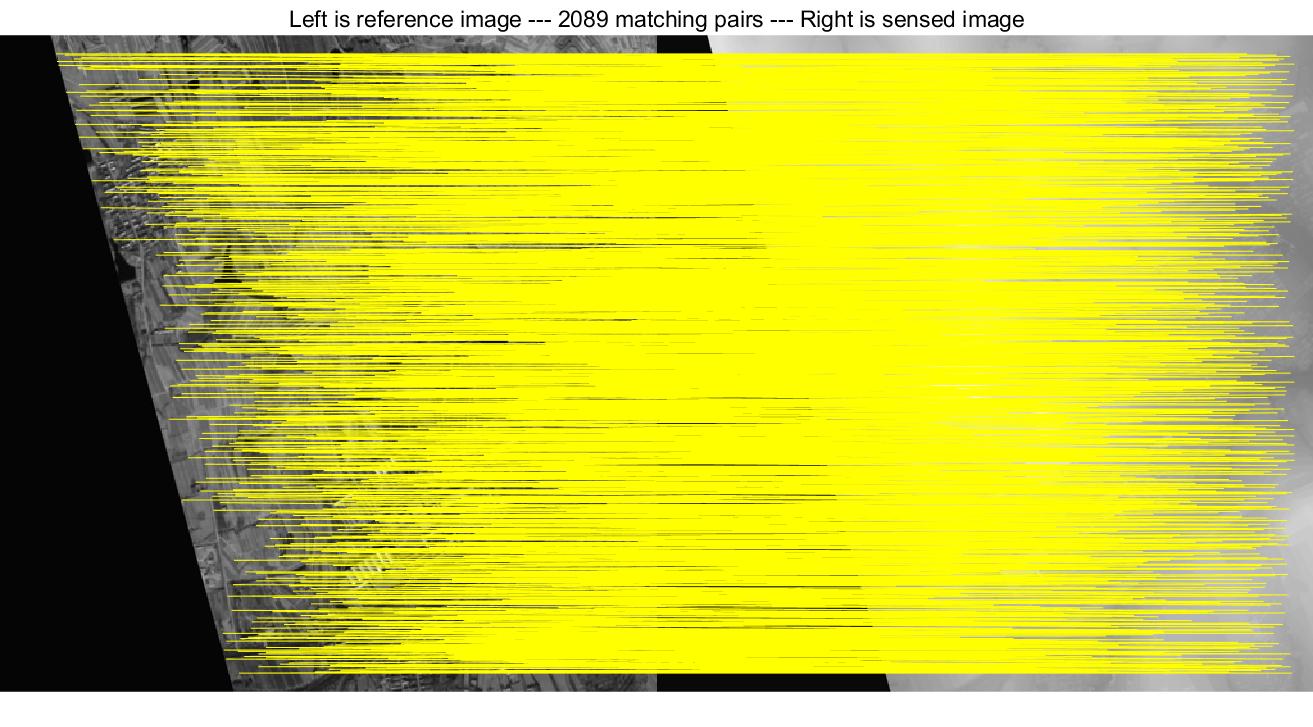 Left is reference image --- 2089 matching pairs --- Right is sensed image